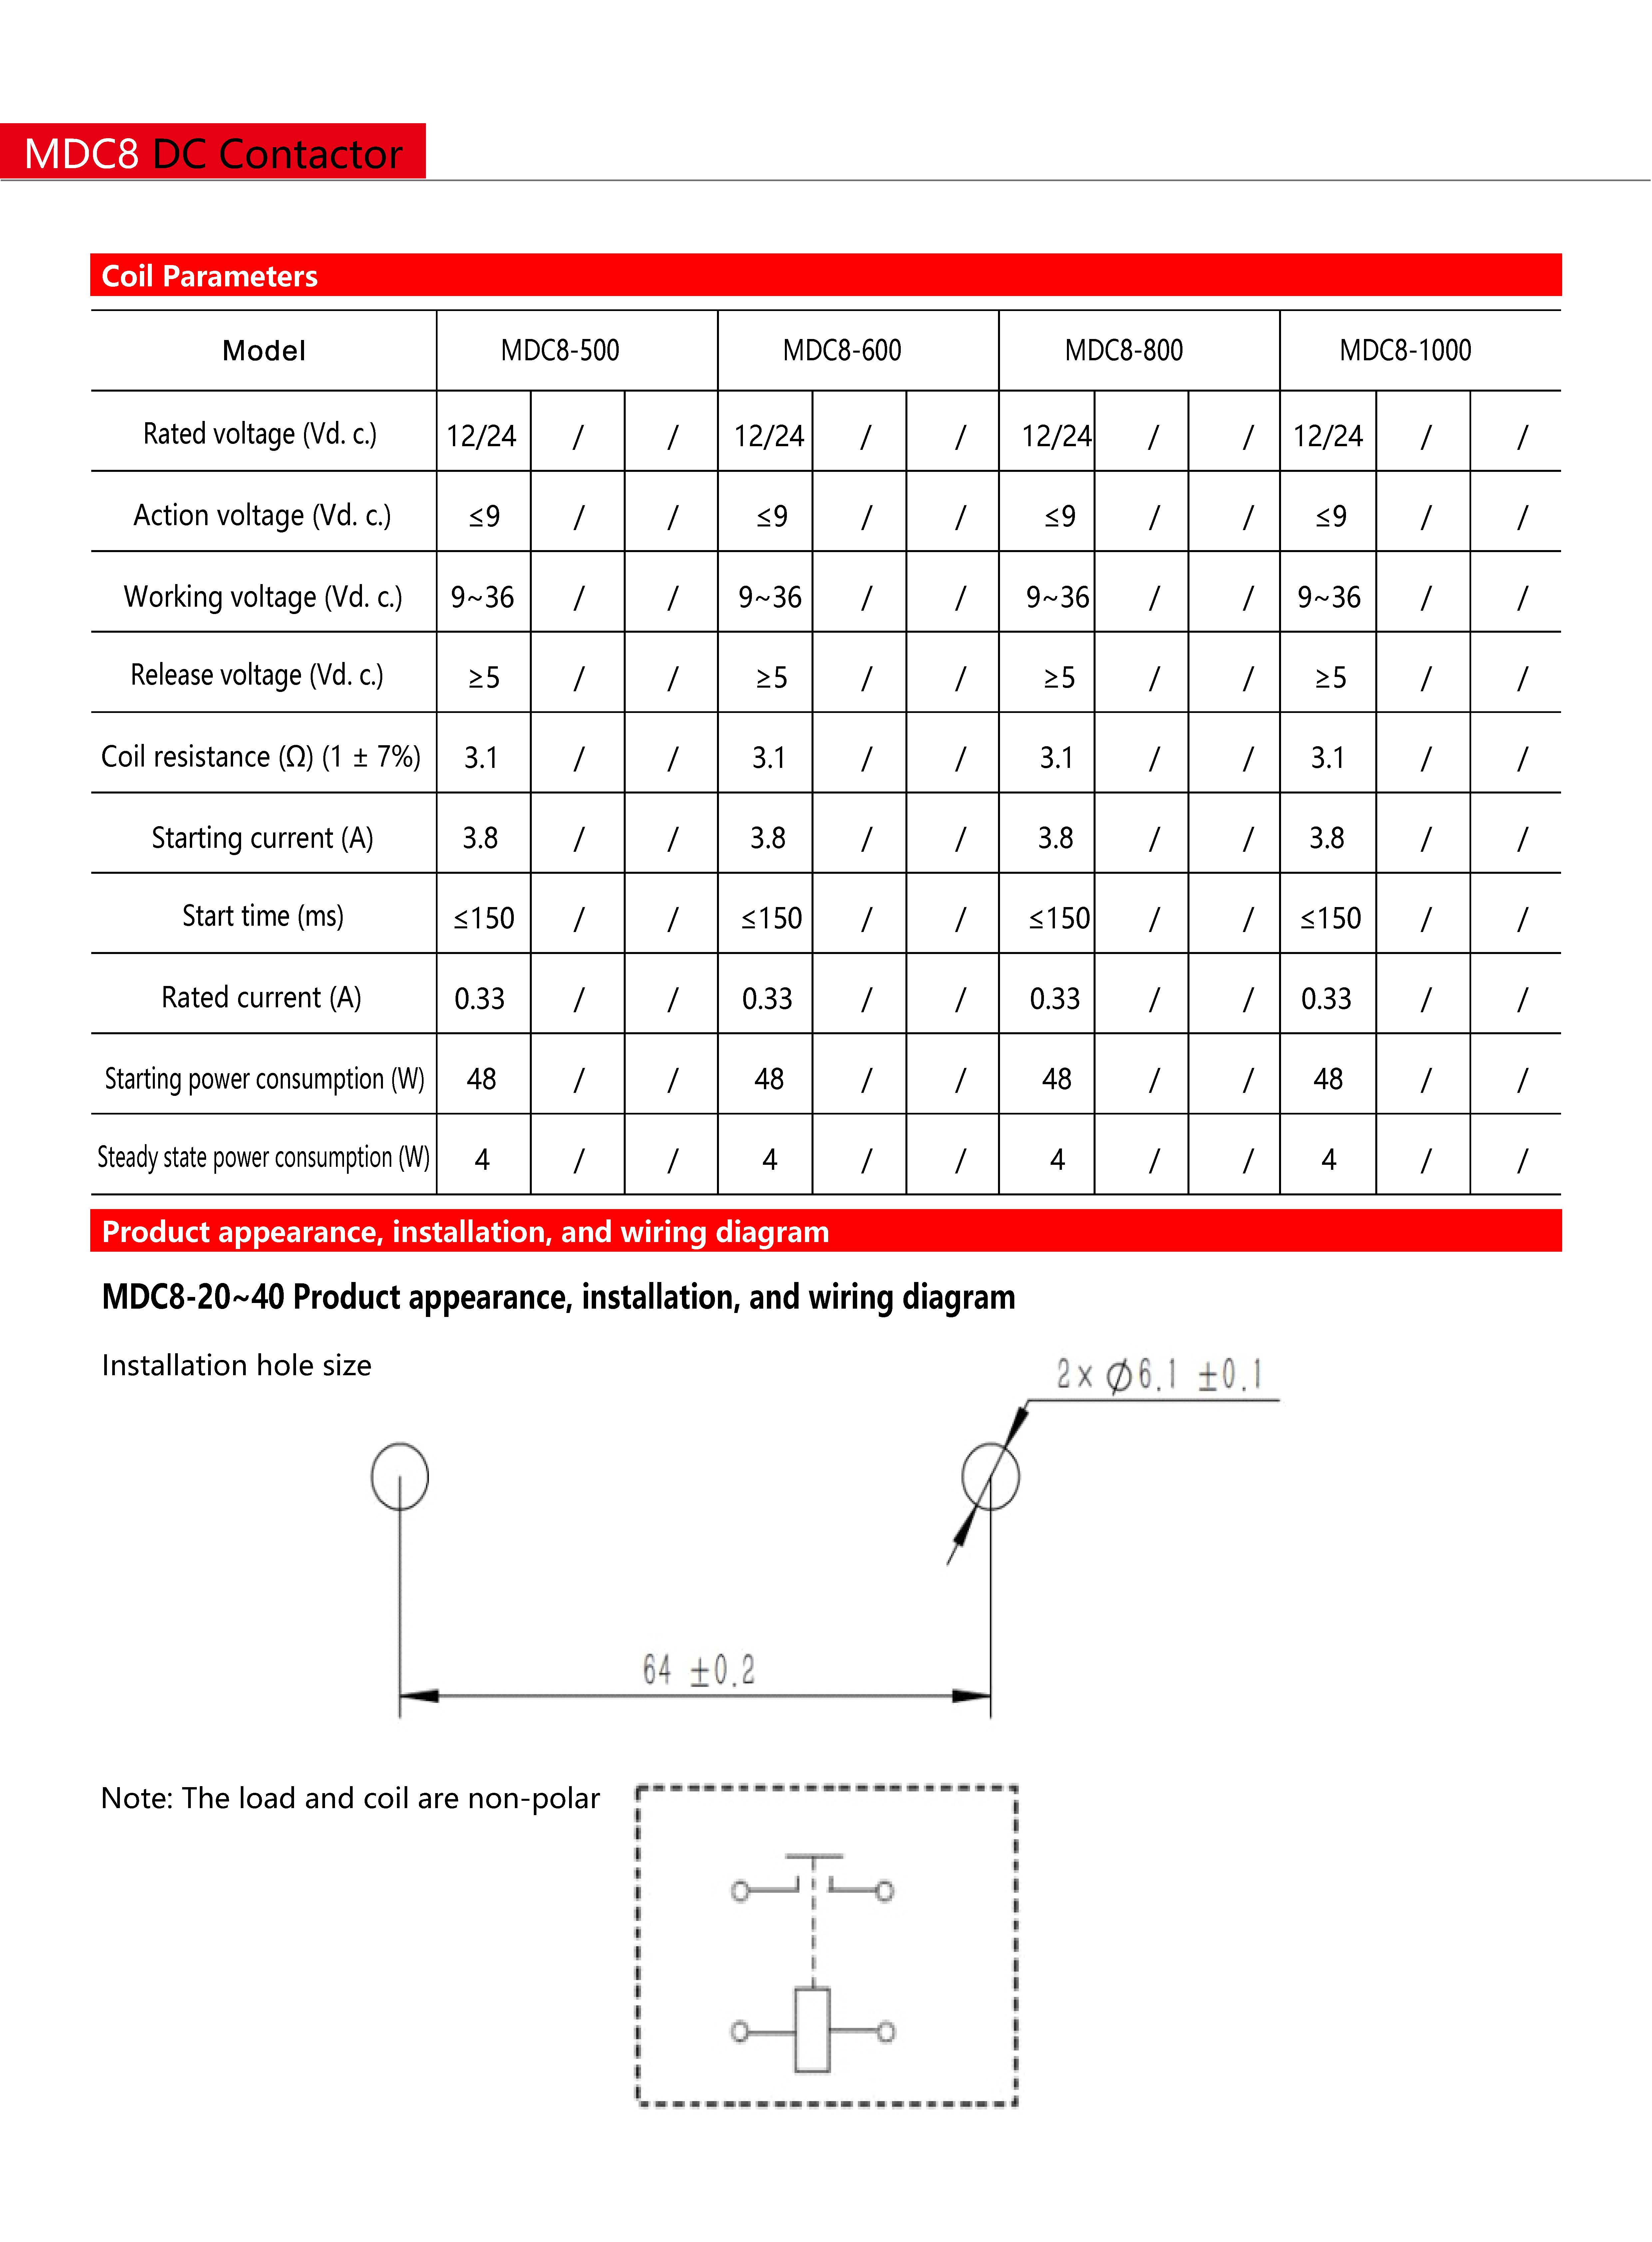 MDC8 DC Contactor
Coil Parameters
Model MDC8-500 MDC8-600 MDC8-800 MDC8-1000
Rated voltage (Vd. c.) 12/24 / / 12/24 / / 12/24 / / 12/24 / /
Action voltage (Vd. c.) ≤9 / / ≤9 / / ≤9 / / ≤9 / /
Working voltage (Vd. c.) 9~36 / / 9~36 / / 9~36 / / 9~36 / /
Release voltage (Vd. c.) ≥5 / / ≥5 / / ≥5 / / ≥5 / /
Coil resistance (Ω) (1 ± 7%) 3.1 / / 3.1 / / 3.1 / / 3.1 / /
Starting current (A) 3.8 / / 3.8 / / 3.8 / / 3.8 / /
Start time (ms) ≤150 / / ≤150 / / ≤150 / / ≤150 / /
Rated current (A) 0.33 / / 0.33 / / 0.33 / / 0.33 / /
Starting power consumption (W) 48 / / 48 / / 48 / / 48 / /
Steady state power consumption (W) 4 / / 4 / / 4 / / 4 / /
Product appearance, installation, and wiring diagram
MDC8-20~40 Product appearance, installation, and wiring diagram
Installation hole size
2x Ø6.1 ±0.1
64 ±0.2
Note: The load and coil are non-polar